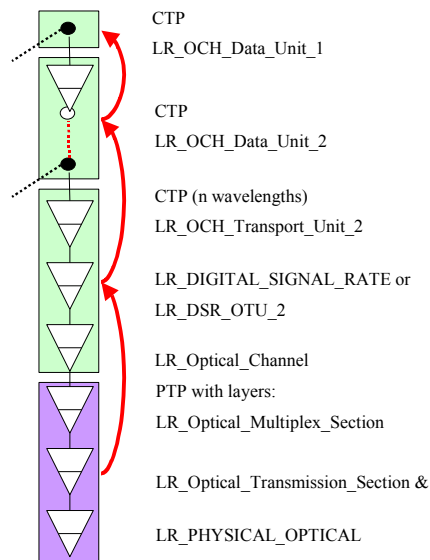 CTP
LR_OCH_Data_Unit_1
CTP
LR_OCH_Data_Unit_2
CTP (n wavelengths)
LR_OCH_Transport_Unit_2
LR_DIGITAL_SIGNAL_RATE or
LR_DSR_OTU_2
LR_Optical_Channel
PTP with layers:
LR_Optical_Multiplex_Section
LR_Optical_Transmission_Section &
LR_PHYSICAL_OPTICAL